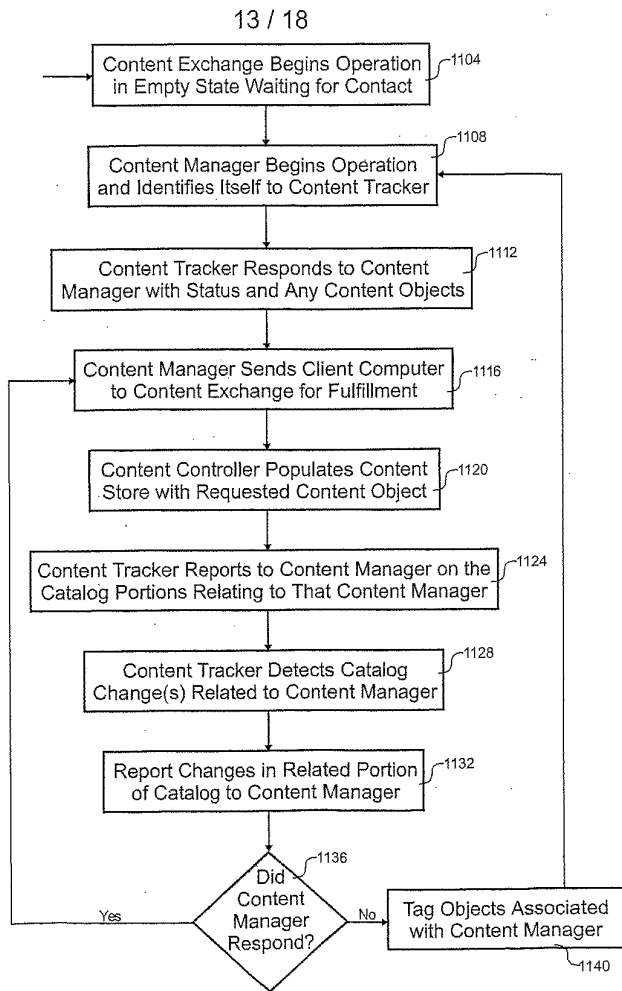 13 / 18
Content Exchange Begins Operation
in Empty State Waiting for Contact
1104
1108
Content Manager Begins Operation
and Identifies Itself to Content Tracker
Content Tracker Responds to Content
Manager with Status and Any Content Objects
1112
Content Manager Sends Client Computer
to Content Exchange for Fulfillment
1116
Content Controller Populates Content
Store with Requested Content Object
1120
Content Tracker Reports to Content Manager on the
Catalog Portions Relating to That Content Manager
1124
Content Tracker Detects Catalog
Change(s) Related to Content Manager
1128
Report Changes in Related Portion
of Catalog to Content Manager
1132
1136
Did
Content
Manager
Respond?
Yes
No
Tag Objects Associated
with Content Manager
1140